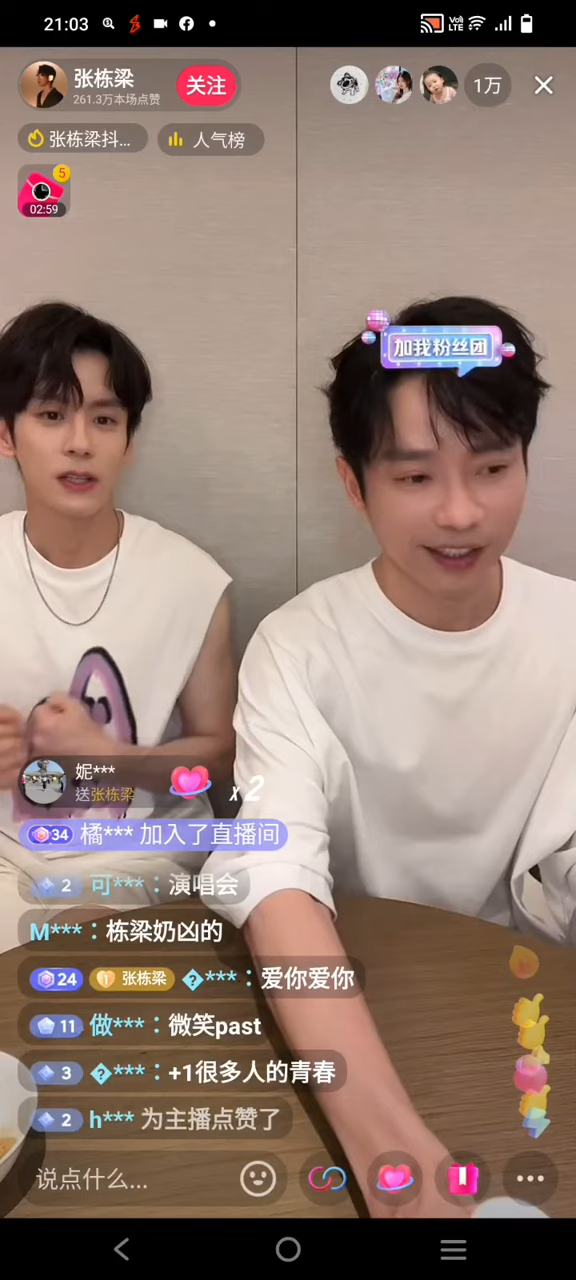 21:03
Vo)
LTE
张栋梁
261.3万本场点赞
关注
1万
张栋梁抖...
人气榜
5
02:59
加我粉丝团
妮***
送张栋梁
x 2
34 橘*** 加入了直播间
2 可***：演唱会
M***：栋梁奶凶的
24 张栋梁 �***：爱你爱你
11 做***：微笑past
3 �***：+1很多人的青春
2 h*** 为主播点赞了
说点什么...